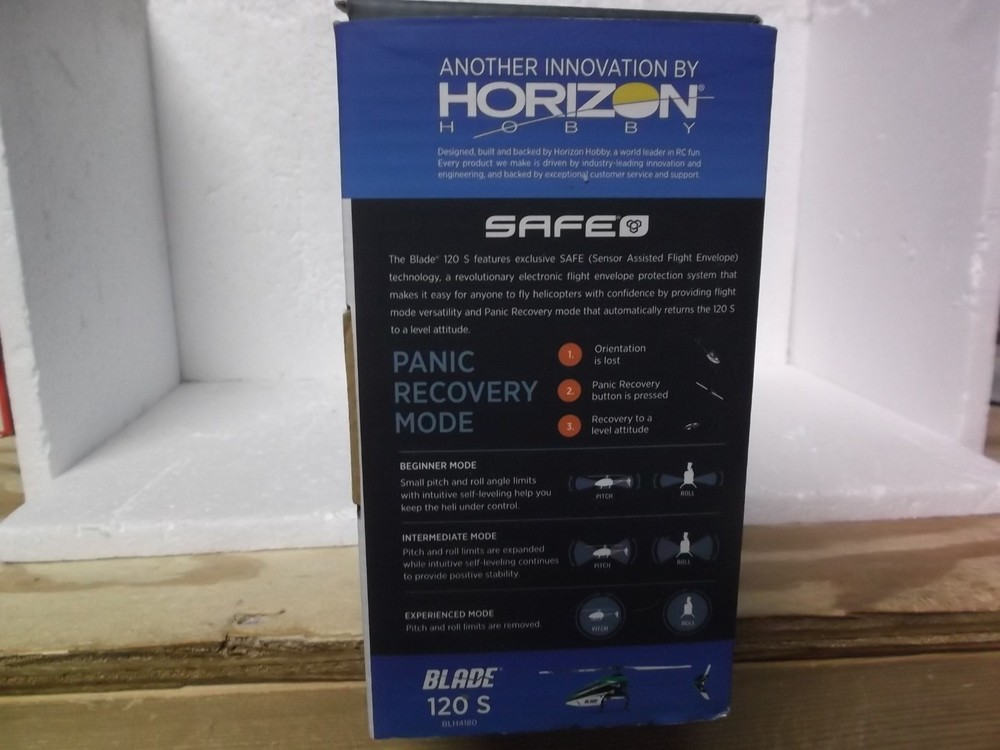 ANOTHER INNOVATION BY
HORIZON®
HOBBY
Designed, built and backed by Horizon Hobby, a world leader in RC fun
Every product we make is driven by industry-leading innovation and
engineering, and backed by exceptional customer service and support.
SAFE
The Blade® 120 S features exclusive SAFE (Sensor Assisted Flight Envelope)
technology, a revolutionary electronic flight envelope protection system that
makes it easy for anyone to fly helicopters with confidence by providing flight
mode versatility and Panic Recovery mode that automatically returns the 120 S
to a level attitude.
PANIC
RECOVERY
MODE
1. Orientation
is lost
2. Panic Recovery
button is pressed
3. Recovery to a
level attitude
BEGINNER MODE
Small pitch and roll angle limits
with intuitive self-leveling help you
keep the heli under control.
PITCH
ROLL
INTERMEDIATE MODE
Pitch and roll limits are expanded
while intuitive self-leveling continues
to provide positive stability.
PITCH
ROLL
EXPERIENCED MODE
Pitch and roll limits are removed.
PITCH
ROLL
BLADE®
120 S
BLH4180